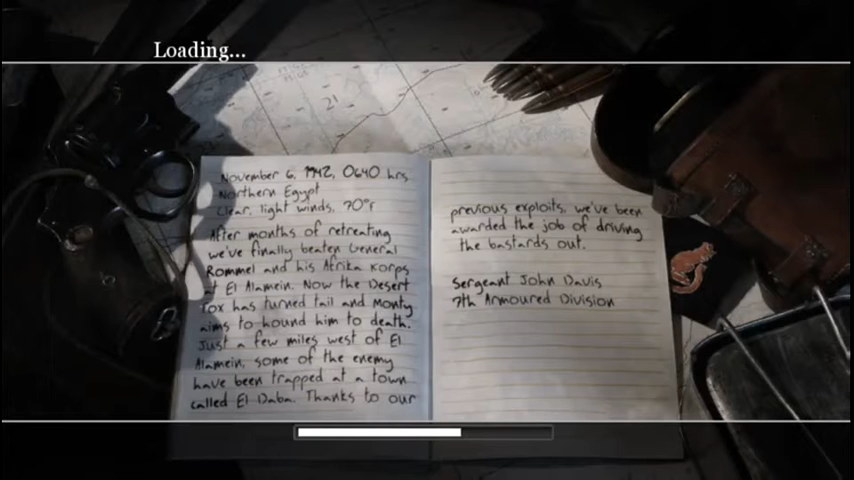 Loading...
21
November 6, 1942, 0640 hrs
Northern Egypt
Clear, light winds, 70°F
After months of retreating
we've finally beaten General
Rommel and his Afrika Korps
at El Alamein. Now the Desert
Fox has turned tail and Monty
aims to hound him to death.
Just a few miles west of El
Alamein, some of the enemy
have been trapped at a town
called El Daba. Thanks to our
previous exploits, we've been
awarded the job of driving
the bastards out.
Sergeant John Davis
7th Armoured Division